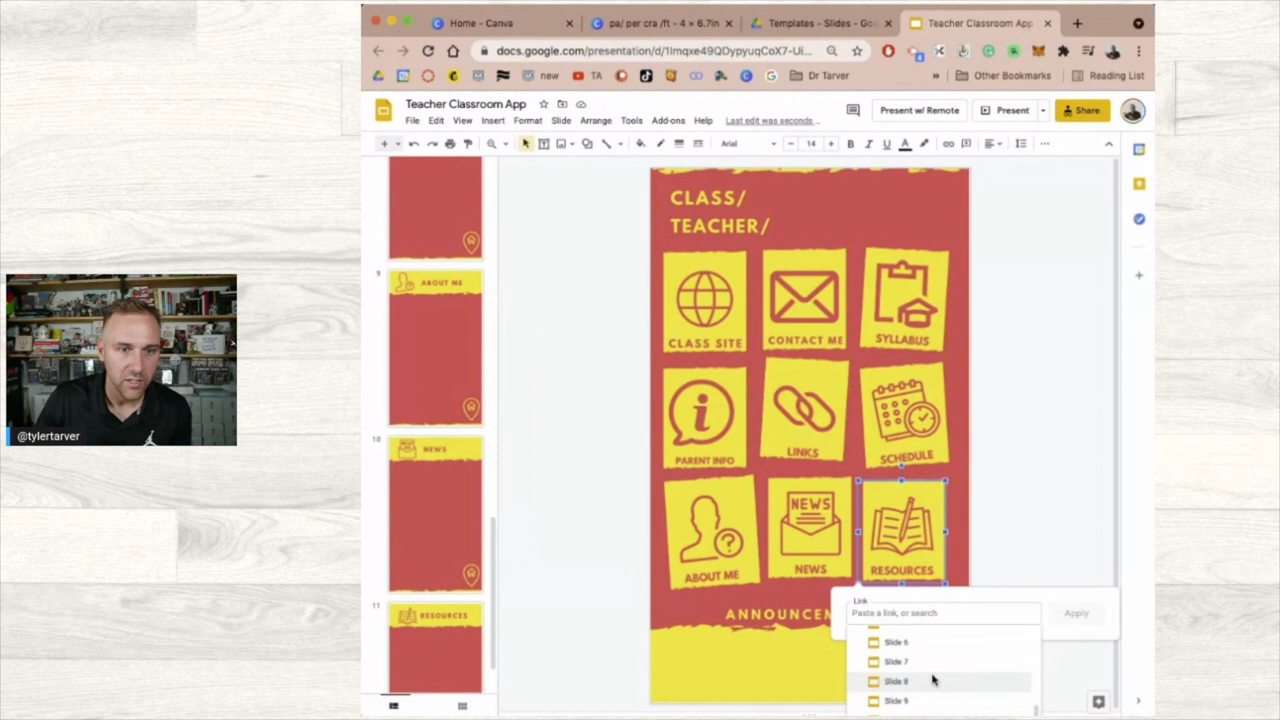 Home - Canva
pa/ per cra /ft - 4 × 6.7in
Templates - Slides - Goo
Teacher Classroom App
docs.google.com/presentation/d/1lmqxe49QDypyuqCoX7-Ui...
new
TA
Dr Tarver
Other Bookmarks
Reading List
Teacher Classroom App
File Edit View Insert Format Slide Arrange Tools Add-ons Help Last edit was seconds ...
Present w/ Remote
Present
Share
Arial
14
B I U A
CLASS/
TEACHER/
CLASS SITE
CONTACT ME
SYLLABUS
PARENT INFO
LINKS
SCHEDULE
ABOUT ME
NEWS
NEWS
RESOURCES
ANNOUNCEM
9
ABOUT ME
10
NEWS
11
RESOURCES
Link
Paste a link, or search
Apply
Slide 6
Slide 7
Slide 8
Slide 9
@tylertarver